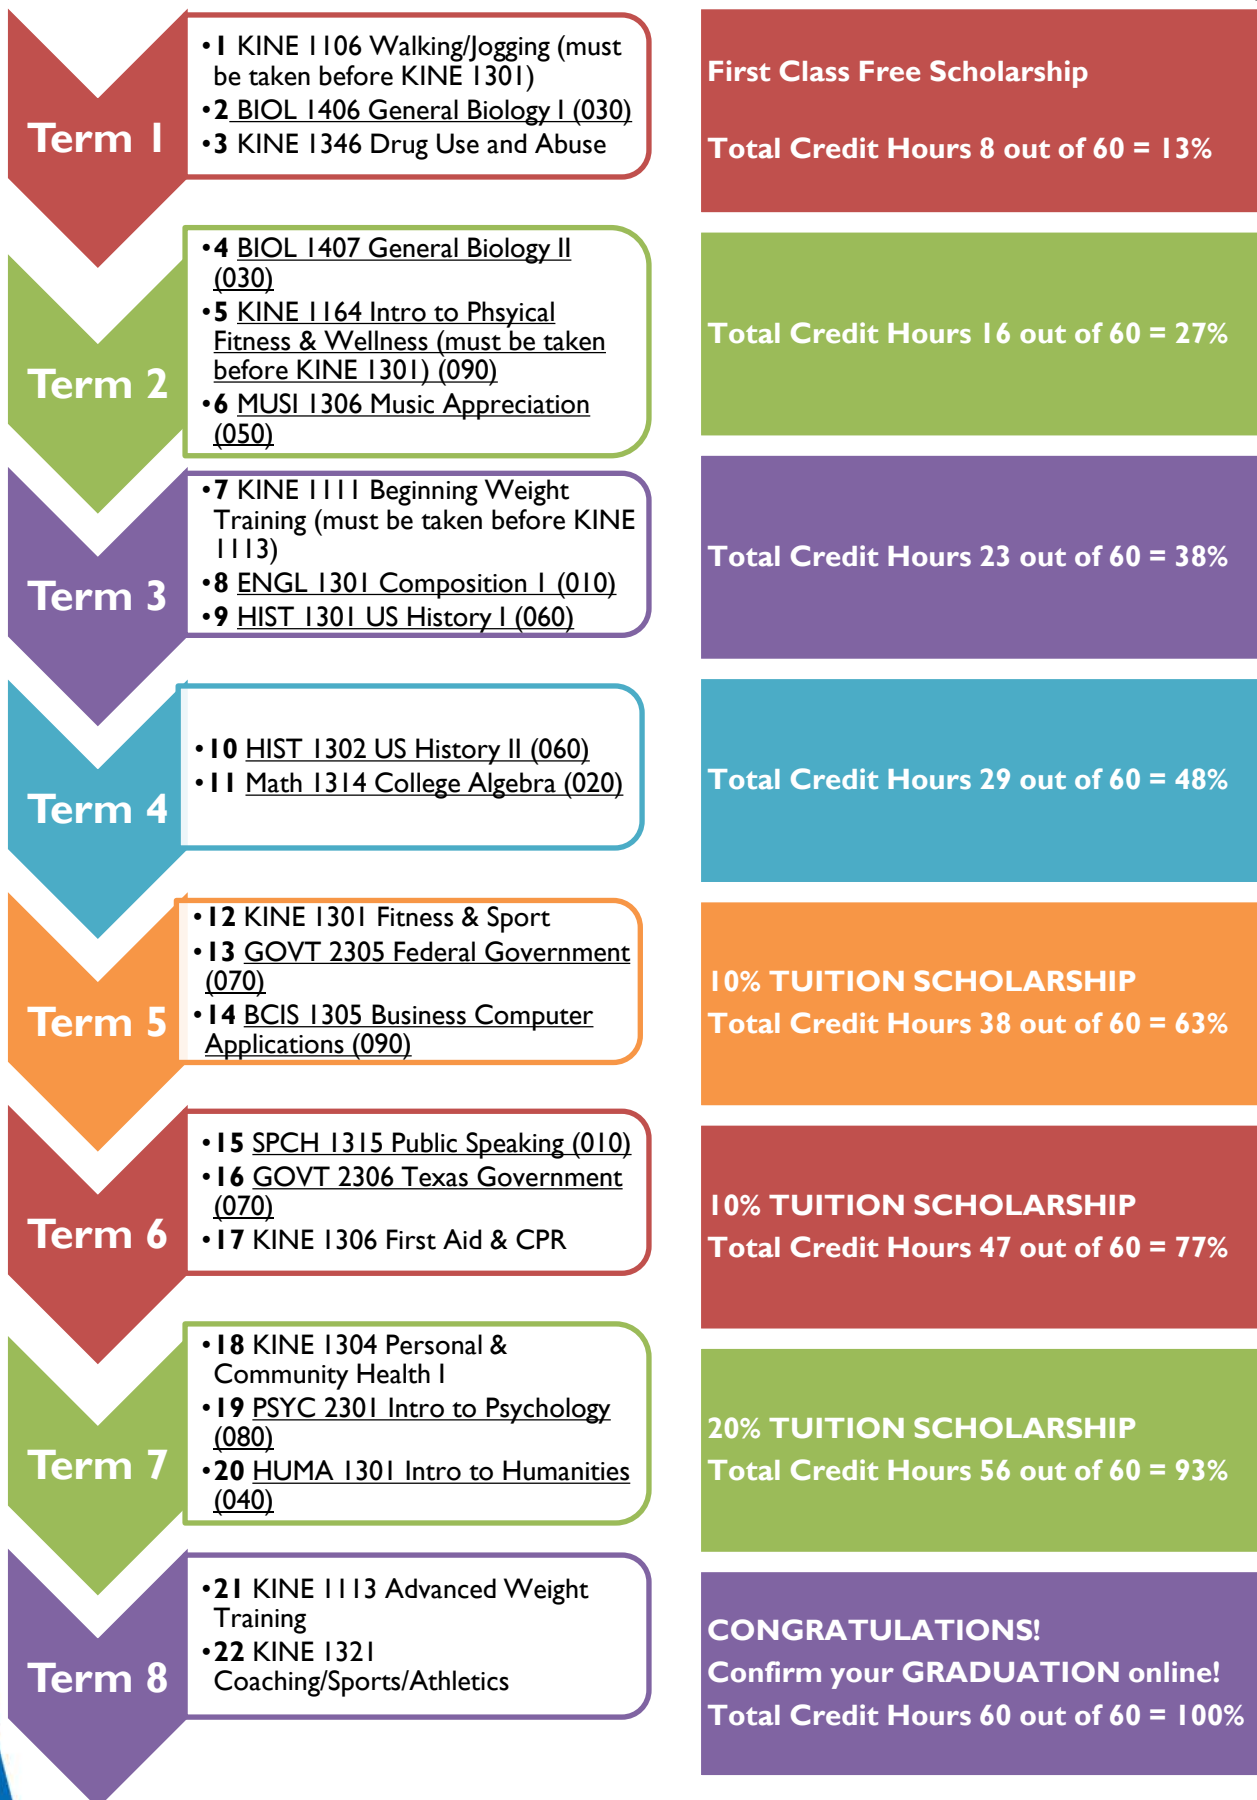 Term 1
•1 KINE 1106 Walking/Jogging (must
be taken before KINE 1301)
•2 BIOL 1406 General Biology I (030)
•3 KINE 1346 Drug Use and Abuse
First Class Free Scholarship
Total Credit Hours 8 out of 60 = 13%
Term 2
•4 BIOL 1407 General Biology II
(030)
•5 KINE 1164 Intro to Phsyical
Fitness & Wellness (must be taken
before KINE 1301) (090)
•6 MUSI 1306 Music Appreciation
(050)
Total Credit Hours 16 out of 60 = 27%
Term 3
•7 KINE 1111 Beginning Weight
Training (must be taken before KINE
1113)
•8 ENGL 1301 Composition 1 (010)
•9 HIST 1301 US History I (060)
Total Credit Hours 23 out of 60 = 38%
Term 4
•10 HIST 1302 US History II (060)
•11 Math 1314 College Algebra (020)
Total Credit Hours 29 out of 60 = 48%
Term 5
•12 KINE 1301 Fitness & Sport
•13 GOVT 2305 Federal Government
(070)
•14 BCIS 1305 Business Computer
Applications (090)
10% TUITION SCHOLARSHIP
Total Credit Hours 38 out of 60 = 63%
Term 6
•15 SPCH 1315 Public Speaking (010)
•16 GOVT 2306 Texas Government
(070)
•17 KINE 1306 First Aid & CPR
10% TUITION SCHOLARSHIP
Total Credit Hours 47 out of 60 = 77%
Term 7
•18 KINE 1304 Personal &
Community Health I
•19 PSYC 2301 Intro to Psychology
(080)
•20 HUMA 1301 Intro to Humanities
(040)
20% TUITION SCHOLARSHIP
Total Credit Hours 56 out of 60 = 93%
Term 8
•21 KINE 1113 Advanced Weight
Training
•22 KINE 1321
Coaching/Sports/Athletics
CONGRATULATIONS!
Confirm your GRADUATION online!
Total Credit Hours 60 out of 60 = 100%